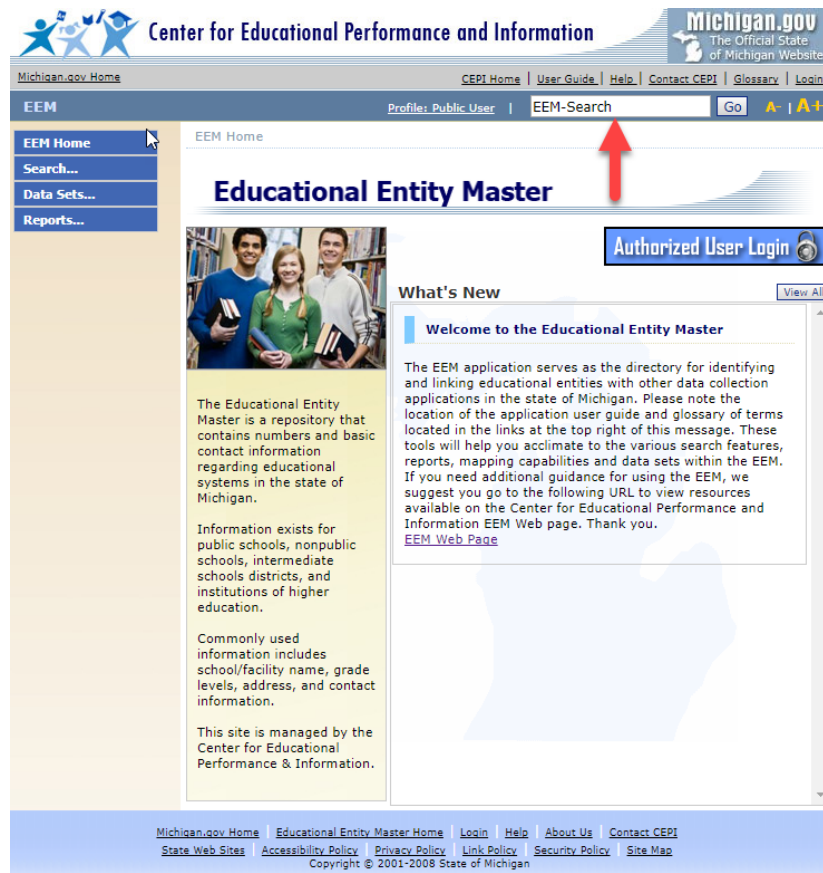 Center for Educational Performance and Information
Michigan.gov
The Official State
of Michigan Website
Michigan.gov Home
CEPI Home | User Guide | Help | Contact CEPI | Glossary | Login
EEM
Profile: Public User |
EEM-Search
Go
A- | A+
EEM Home
Search...
Data Sets...
Reports...
EEM Home
Educational Entity Master
Authorized User Login
What's New
View All
Welcome to the Educational Entity Master
The EEM application serves as the directory for identifying
and linking educational entities with other data collection
applications in the state of Michigan. Please note the
location of the application user guide and glossary of terms
located in the links at the top right of this message. These
tools will help you acclimate to the various search features,
reports, mapping capabilities and data sets within the EEM.
If you need additional guidance for using the EEM, we
suggest you go to the following URL to view resources
available on the Center for Educational Performance and
Information EEM Web page. Thank you.
EEM Web Page
The Educational Entity
Master is a repository that
contains numbers and basic
contact information
regarding educational
systems in the state of
Michigan.
Information exists for
public schools, nonpublic
schools, intermediate
schools districts, and
institutions of higher
education.
Commonly used
information includes
school/facility name, grade
levels, address, and contact
information.
This site is managed by the
Center for Educational
Performance & Information.
Michigan.gov Home | Educational Entity Master Home | Login | Help | About Us | Contact CEPI
State Web Sites | Accessibility Policy | Privacy Policy | Link Policy | Security Policy | Site Map
Copyright © 2001-2008 State of Michigan